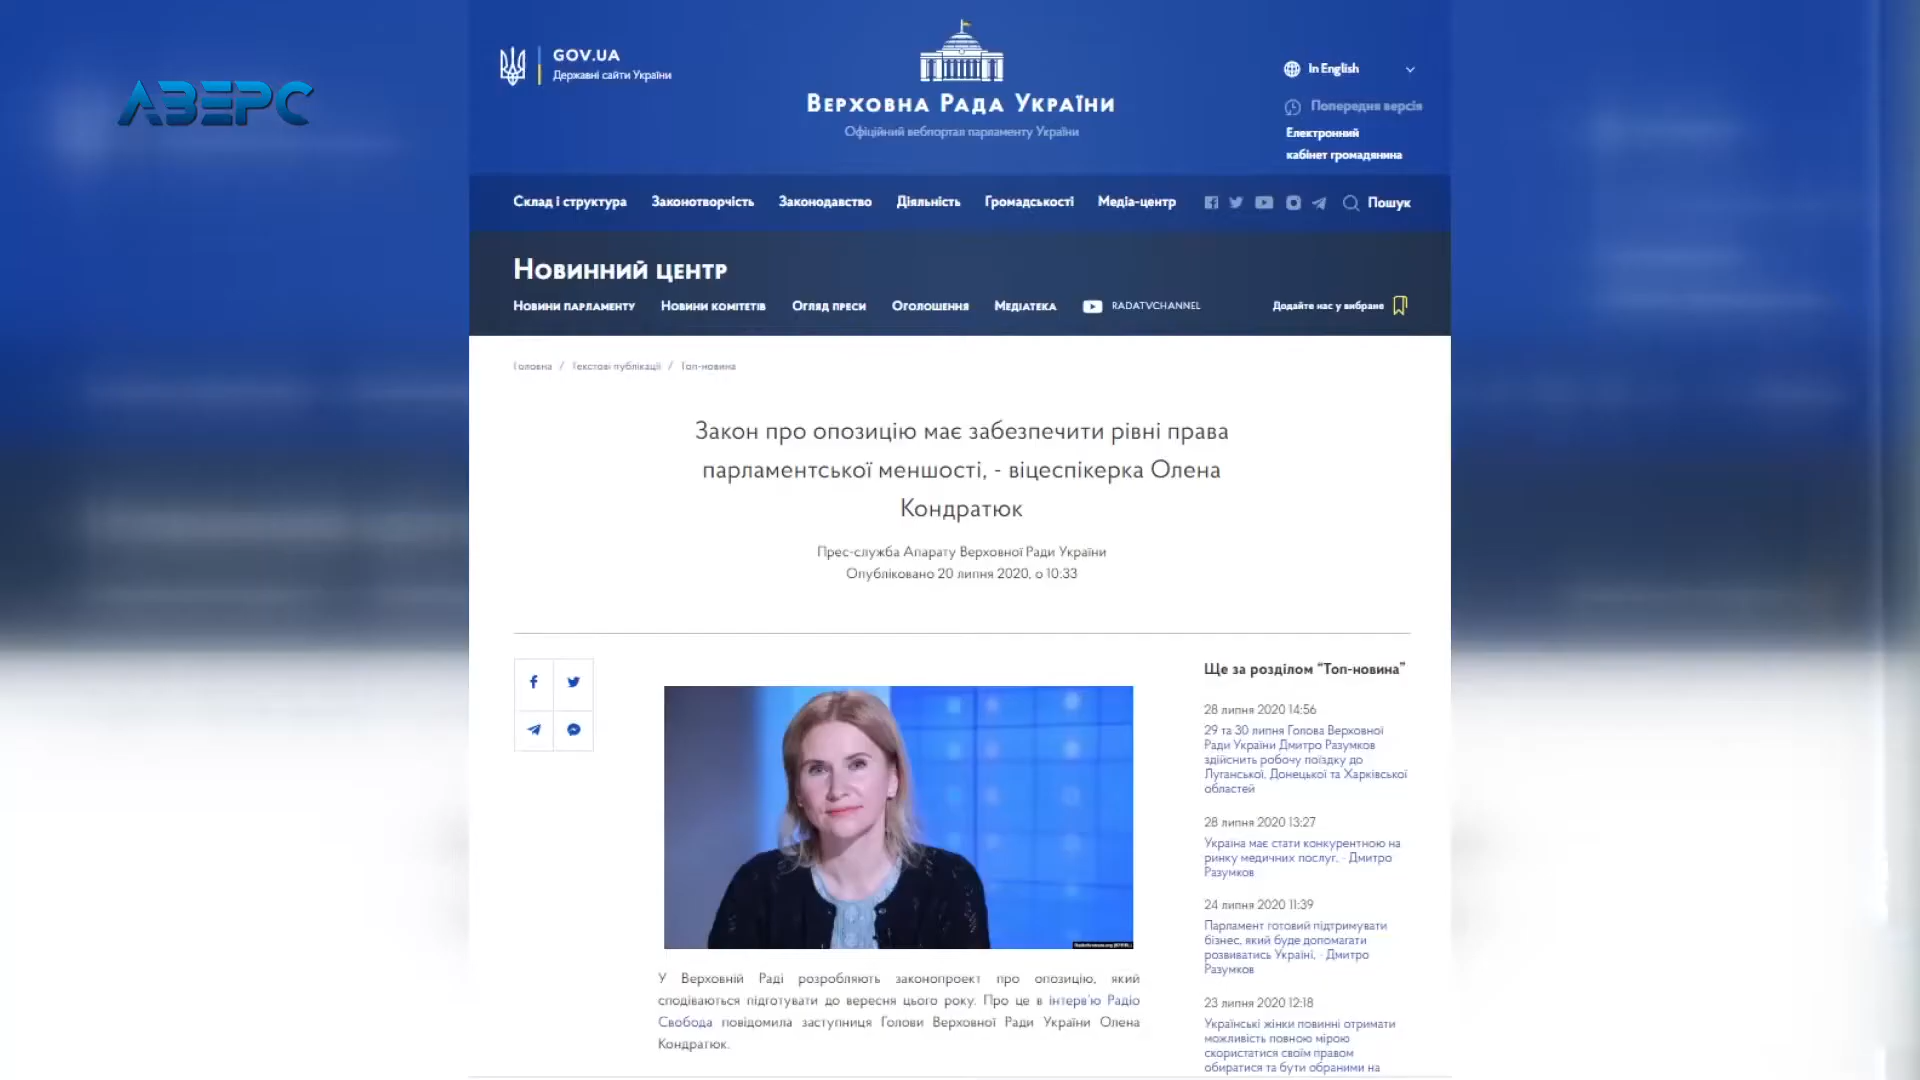 АВЕРС
GOV.UA
Державні сайти України
Верховна Рада України
Офіційний вебпортал парламенту України
In English
Попередня версія
Електронний
кабінет громадянина
Склад і структура Законотворчість Законодавство Діяльність Громадськості Медіа-центр Пошук
Новинний центр
Новини парламенту Новини комітетів Огляд преси Оголошення Медіатека RADATVCHANNEL Додайте нас у вибране
Головна / Текстові публікації / Топ-новина
Закон про опозицію має забезпечити рівні права
парламентської меншості, - віцеспікерка Олена
Кондратюк
Прес-служба Апарату Верховної Ради України
Опубліковано 20 липня 2020, о 10:33
У Верховній Раді розробляють законопроект про опозицію, який
сподіваються підготувати до вересня цього року. Про це в інтерв'ю Радіо
Свобода повідомила заступниця Голови Верховної Ради України Олена
Кондратюк.
Ще за розділом "Топ-новина"
28 липня 2020 14:56
29 та 30 липня Голова Верховної
Ради України Дмитро Разумков
здійснить робочу поїздку до
Луганської, Донецької та Харківської
областей
28 липня 2020 13:27
Україна має стати конкурентною на
ринку медичних послуг, - Дмитро
Разумков
24 липня 2020 11:39
Парламент готовий підтримувати
бізнес, який буде допомагати
розвиватись Україні, - Дмитро
Разумков
23 липня 2020 12:18
Українські жінки повинні отримати
можливість повною мірою
скористатися своїм правом
обиратися та бути обраними на